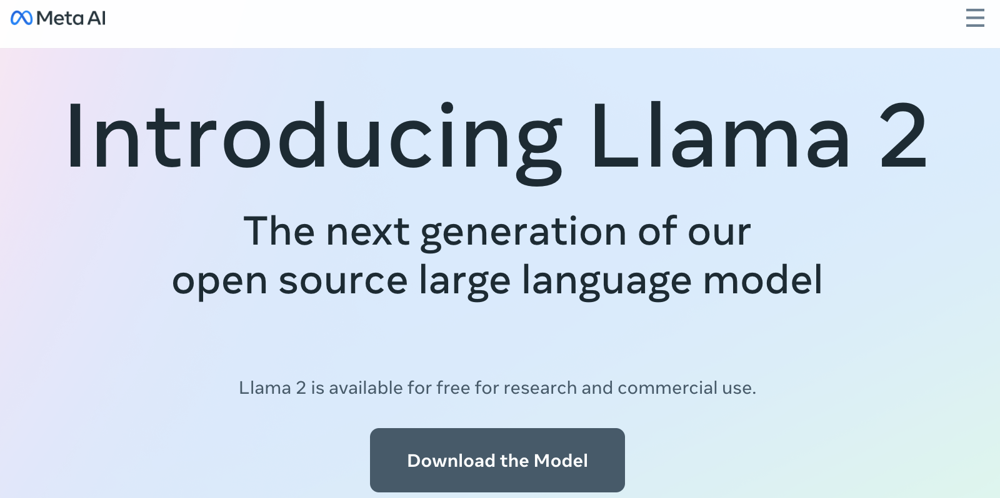 Meta AI
Introducing Llama 2
The next generation of our
open source large language model
Llama 2 is available for free for research and commercial use.
Download the Model